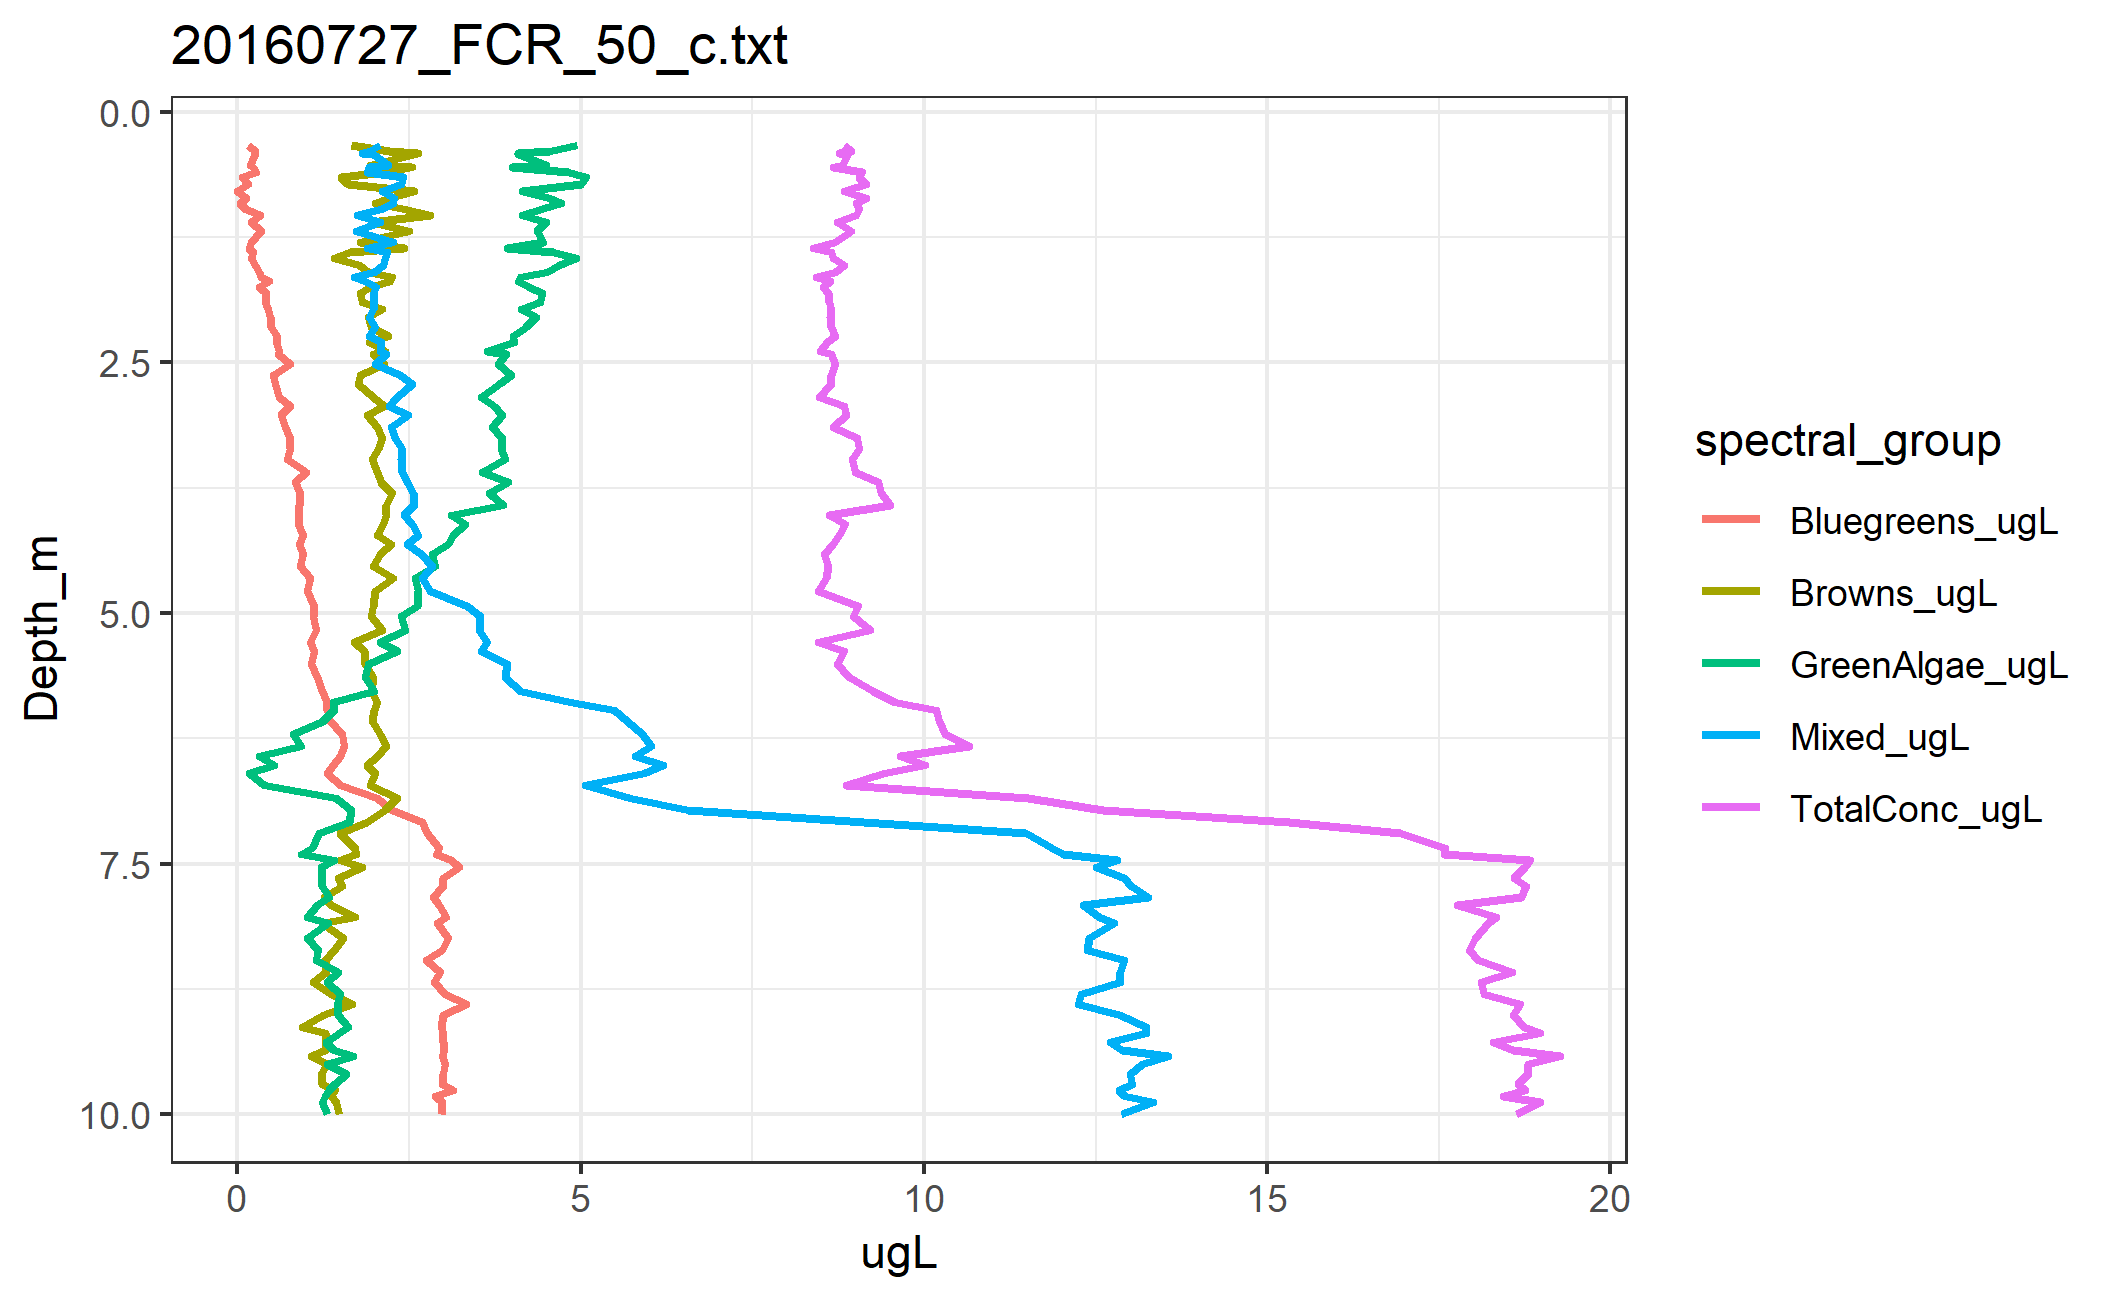 20160727_FCR_50_c.txt
0.0
2.5
5.0
7.5
10.0
Depth_m
0 5 10 15 20
ugL
spectral_group
Bluegreens_ugL
Browns_ugL
GreenAlgae_ugL
Mixed_ugL
TotalConc_ugL